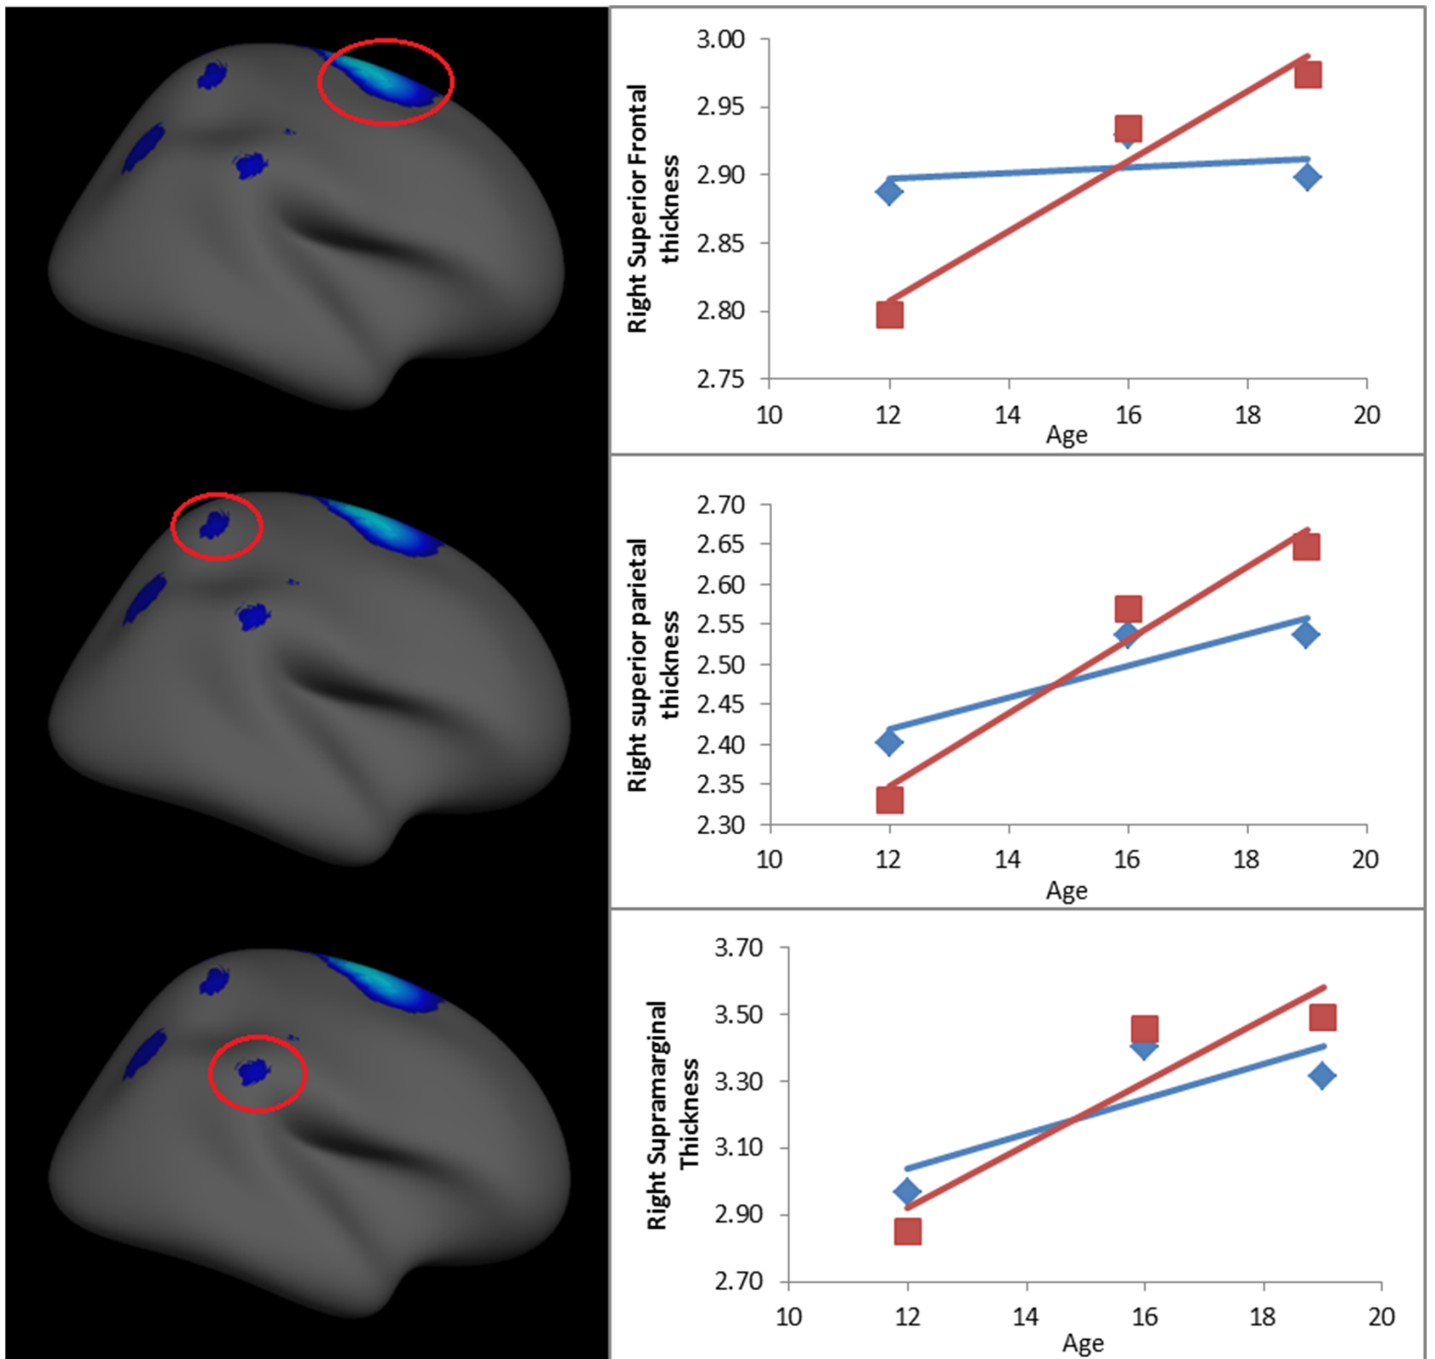 3.00
2.95
2.90
2.85
2.80
2.75
Right Superior Frontal
thickness
10 12 14 16 18 20
Age
2.70
2.65
2.60
2.55
2.50
2.45
2.40
2.35
2.30
Right superior parietal
thickness
10 12 14 16 18 20
Age
3.70
3.50
3.30
3.10
2.90
2.70
Right Supramarginal
Thickness
10 12 14 16 18 20
Age